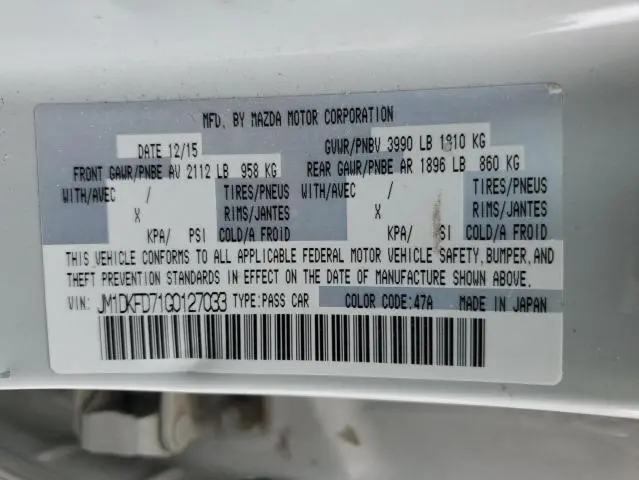 MFD. BY MAZDA MOTOR CORPORATION
DATE 12/15 GVWR/PNBV 3990 LB 1810 KG
FRONT GAWR/PNBE AV 2112 LB 958 KG REAR GAWR/PNBE AR 1896 LB 860 KG
WITH/AVEC / TIRES/PNEUS WITH/AVEC / TIRES/PNEUS
X RIMS/JANTES X RIMS/JANTES
KPA/ PSI COLD/A FROID KPA/ PSI COLD/A FROID
THIS VEHICLE CONFORMS TO ALL APPLICABLE FEDERAL MOTOR VEHICLE SAFETY, BUMPER, AND
THEFT PREVENTION STANDARDS IN EFFECT ON THE DATE OF MANUFACTURE SHOWN ABOVE.
VIN: JM1DKFD71G0127033 TYPE:PASS CAR COLOR CODE:47A MADE IN JAPAN